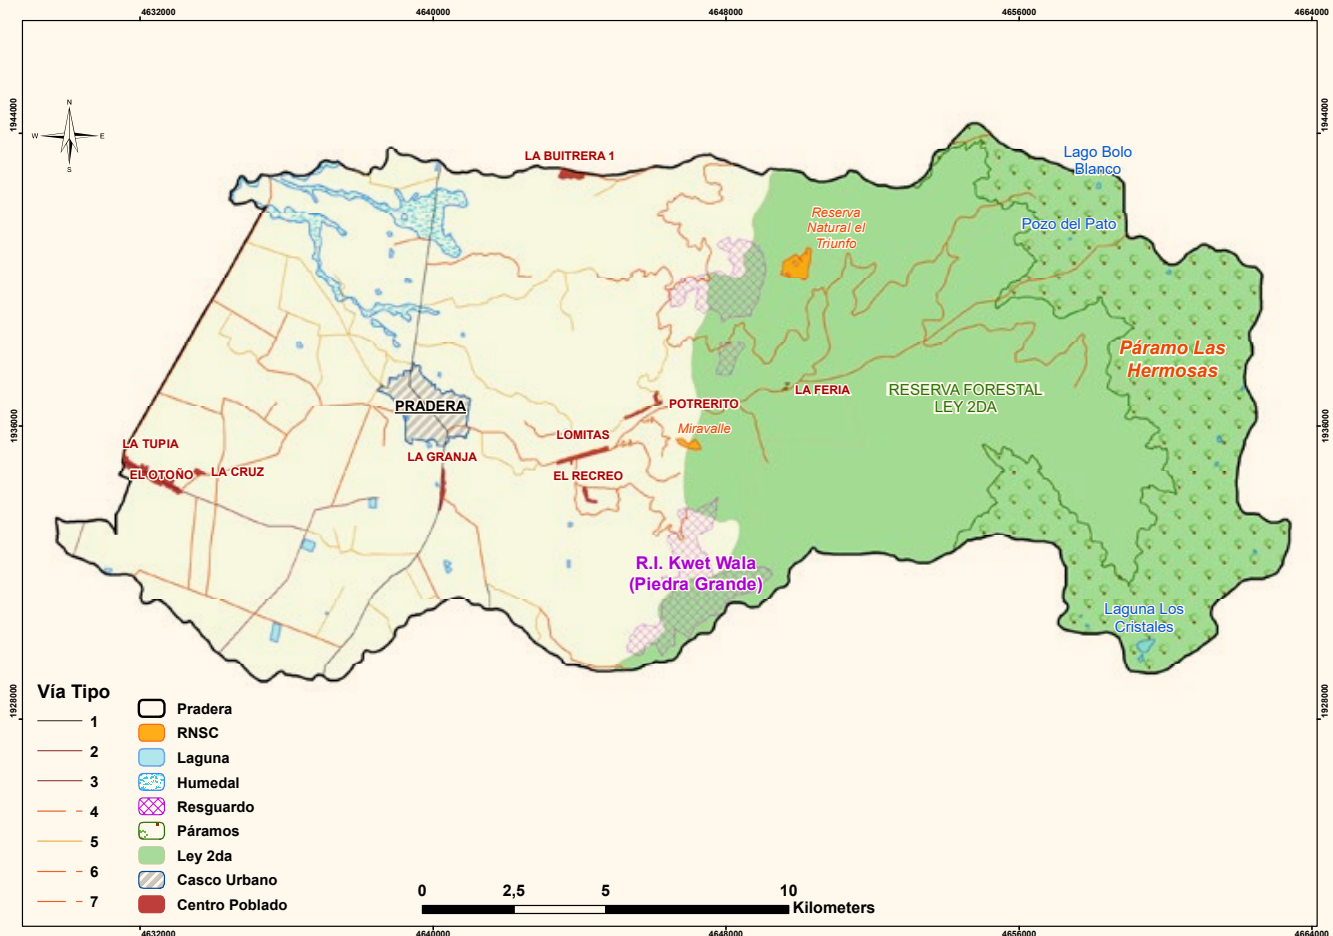 4632000
4640000
4648000
4656000
4664000
1944000
1944000
N
W
E
S
LA BUITRERA 1
Lago Bolo
Blanco
Reserva
Natural el
Triunfo
Pozo del Pato
Páramo Las
Hermosas
LA FERIA
RESERVA FORESTAL
LEY 2DA
PRADERA
POTRERITO
Miravalle
1936000
1936000
LOMITAS
LA TUPIA
LA GRANJA
EL OTOÑO
LA CRUZ
EL RECREO
R.I. Kwet Wala
(Piedra Grande)
Laguna Los
Cristales
1928000
1928000
Vía Tipo
1
2
3
4
5
6
7
Pradera
RNSC
Laguna
Humedal
Resguardo
Páramos
Ley 2da
Casco Urbano
Centro Poblado
0
2,5
5
10
Kilometers
4632000
4640000
4648000
4656000
4664000